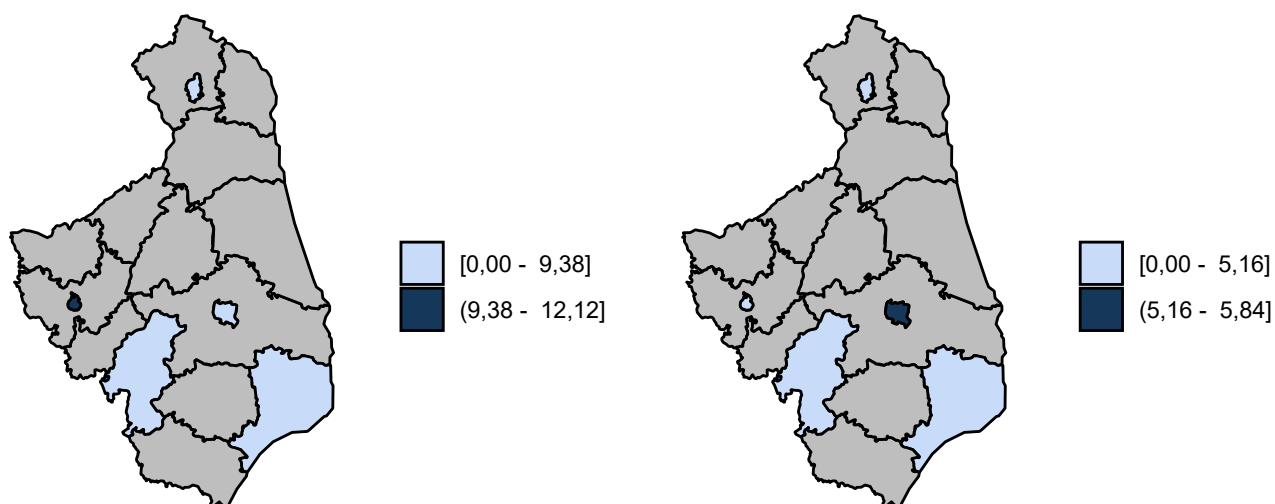 [0,00 - 9,38]
(9,38 - 12,12]
[0,00 - 5,16]
(5,16 - 5,84]